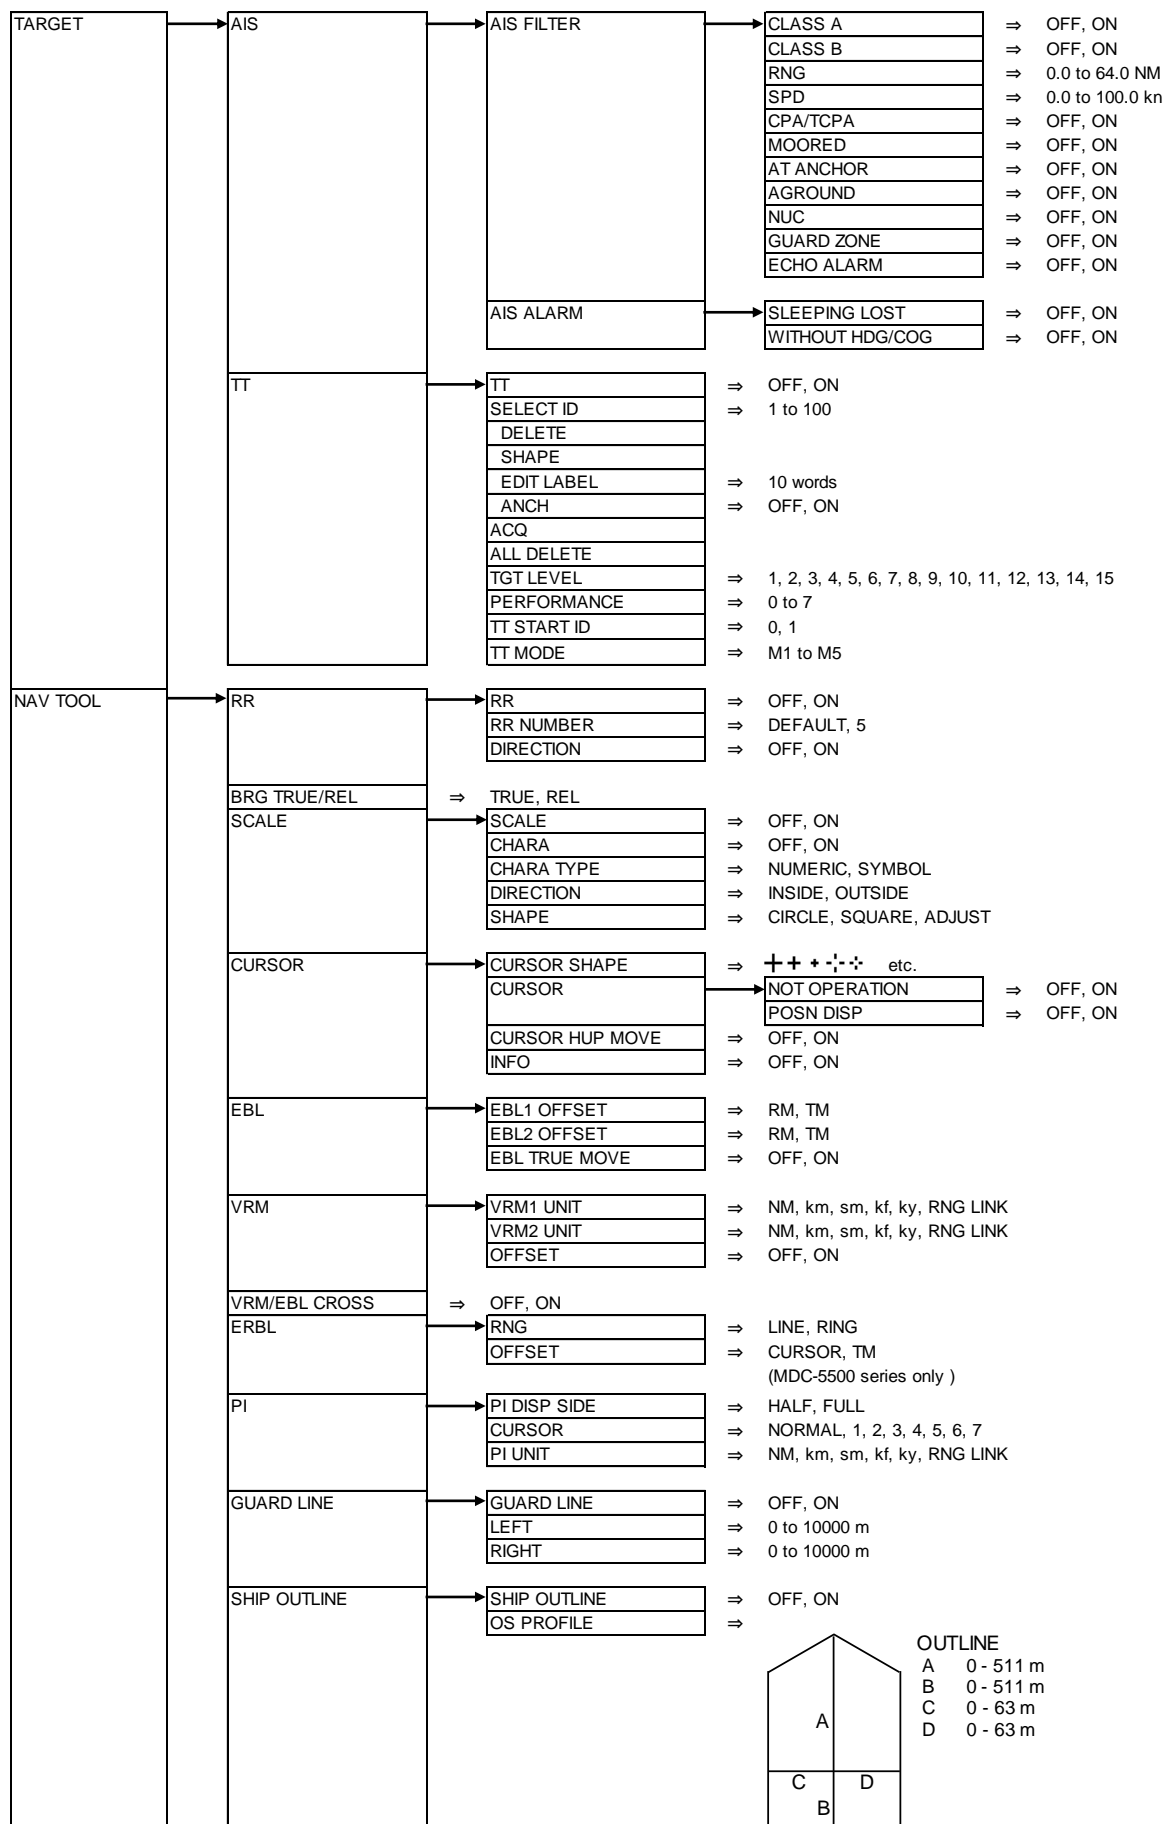 TARGET AIS AIS FILTER CLASS A ⇒ OFF, ON
CLASS B ⇒ OFF, ON
RNG ⇒ 0.0 to 64.0 NM
SPD ⇒ 0.0 to 100.0 kn
CPA/TCPA ⇒ OFF, ON
MOORED ⇒ OFF, ON
AT ANCHOR ⇒ OFF, ON
AGROUND ⇒ OFF, ON
NUC ⇒ OFF, ON
GUARD ZONE ⇒ OFF, ON
ECHO ALARM ⇒ OFF, ON
AIS ALARM SLEEPING LOST ⇒ OFF, ON
WITHOUT HDG/COG ⇒ OFF, ON
TT TT ⇒ OFF, ON
SELECT ID ⇒ 1 to 100
DELETE
SHAPE
EDIT LABEL ⇒ 10 words
ANCH ⇒ OFF, ON
ACQ
ALL DELETE
TGT LEVEL ⇒ 1, 2, 3, 4, 5, 6, 7, 8, 9, 10, 11, 12, 13, 14, 15
PERFORMANCE ⇒ 0 to 7
TT START ID ⇒ 0, 1
TT MODE ⇒ M1 to M5
NAV TOOL RR RR ⇒ OFF, ON
RR NUMBER ⇒ DEFAULT, 5
DIRECTION ⇒ OFF, ON
BRG TRUE/REL ⇒ TRUE, REL
SCALE SCALE ⇒ OFF, ON
CHARA ⇒ OFF, ON
CHARA TYPE ⇒ NUMERIC, SYMBOL
DIRECTION ⇒ INSIDE, OUTSIDE
SHAPE ⇒ CIRCLE, SQUARE, ADJUST
CURSOR CURSOR SHAPE ⇒ etc.
CURSOR NOT OPERATION ⇒ OFF, ON
POSN DISP ⇒ OFF, ON
CURSOR HUP MOVE ⇒ OFF, ON
INFO ⇒ OFF, ON
EBL EBL1 OFFSET ⇒ RM, TM
EBL2 OFFSET ⇒ RM, TM
EBL TRUE MOVE ⇒ OFF, ON
VRM VRM1 UNIT ⇒ NM, km, sm, kf, ky, RNG LINK
VRM2 UNIT ⇒ NM, km, sm, kf, ky, RNG LINK
OFFSET ⇒ OFF, ON
VRM/EBL CROSS ⇒ OFF, ON
ERBL RNG ⇒ LINE, RING
OFFSET ⇒ CURSOR, TM
(MDC-5500 series only )
PI PI DISP SIDE ⇒ HALF, FULL
CURSOR ⇒ NORMAL, 1, 2, 3, 4, 5, 6, 7
PI UNIT ⇒ NM, km, sm, kf, ky, RNG LINK
GUARD LINE GUARD LINE ⇒ OFF, ON
LEFT ⇒ 0 to 10000 m
RIGHT ⇒ 0 to 10000 m
SHIP OUTLINE SHIP OUTLINE ⇒ OFF, ON
OS PROFILE ⇒
OUTLINE
A 0 - 511 m
B 0 - 511 m
C 0 - 63 m
D 0 - 63 m
A
C D
B